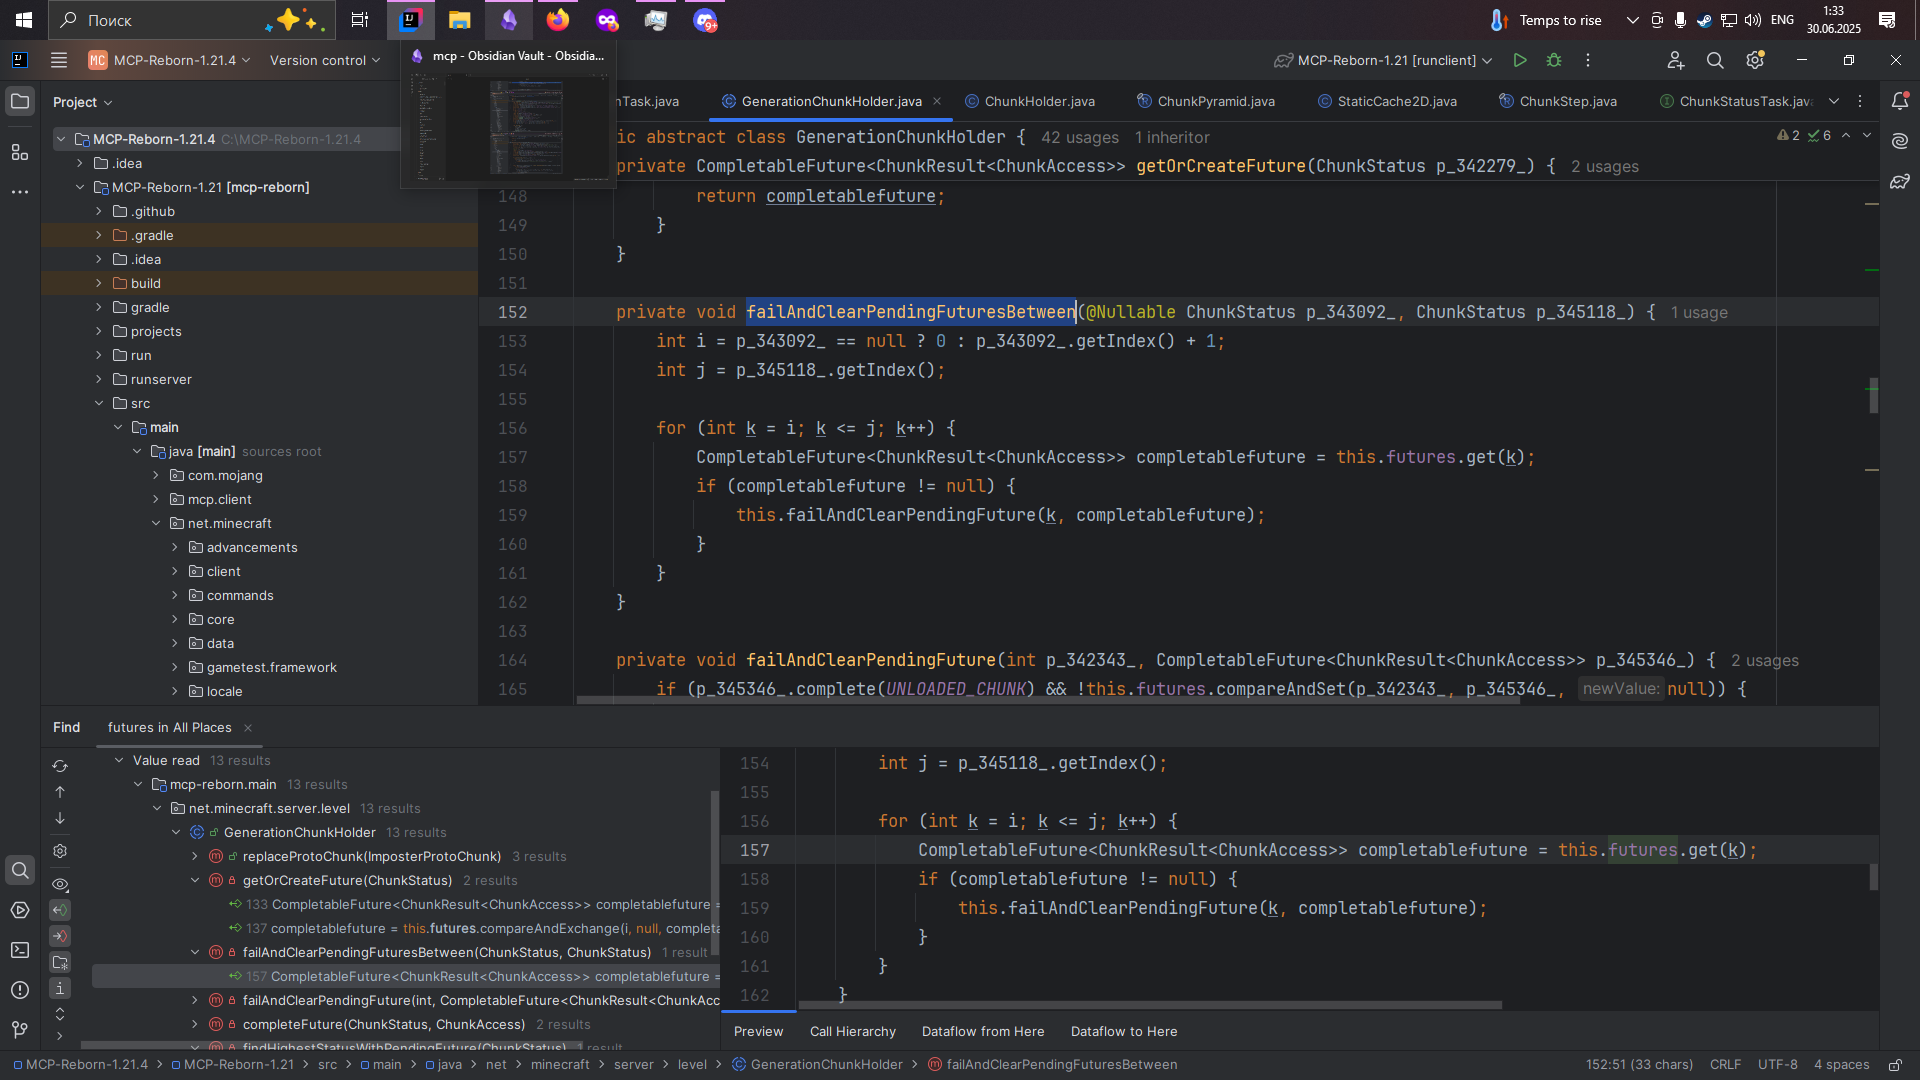 Поиск
Temps to rise
ENG
1:33
30.06.2025
9+
MC
MCP-Reborn-1.21.4
Version control
mcp - Obsidian Vault - Obsidia...
MCP-Reborn-1.21 [runclient]
Project
nTask.java
GenerationChunkHolder.java
ChunkHolder.java
ChunkPyramid.java
StaticCache2D.java
ChunkStep.java
ChunkStatusTask.java
MCP-Reborn-1.21.4 C:\MCP-Reborn-1.21.4
.idea
MCP-Reborn-1.21 [mcp-reborn]
.github
.gradle
.idea
build
gradle
projects
run
runserver
src
main
java [main] sources root
com.mojang
mcp.client
net.minecraft
advancements
client
commands
core
data
gametest.framework
locale
ic abstract class GenerationChunkHolder { 42 usages 1 inheritor
2 6
private CompletableFuture<ChunkResult<ChunkAccess>> getOrCreateFuture(ChunkStatus p_342279_) { 2 usages
148 return completablefuture;
149 }
150 }
151
152 private void failAndClearPendingFuturesBetween(@Nullable ChunkStatus p_343092_, ChunkStatus p_345118_) { 1 usage
153 int i = p_343092_ == null ? 0 : p_343092_.getIndex() + 1;
154 int j = p_345118_.getIndex();
155
156 for (int k = i; k <= j; k++) {
157 CompletableFuture<ChunkResult<ChunkAccess>> completablefuture = this.futures.get(k);
158 if (completablefuture != null) {
159 this.failAndClearPendingFuture(k, completablefuture);
160 }
161 }
162 }
163
164 private void failAndClearPendingFuture(int p_342343_, CompletableFuture<ChunkResult<ChunkAccess>> p_345346_) { 2 usages
165 if (p_345346_.complete(UNLOADED_CHUNK) && !this.futures.compareAndSet(p_342343_, p_345346_, newValue: null)) {
Find
futures in All Places
Value read 13 results
mcp-reborn.main 13 results
net.minecraft.server.level 13 results
GenerationChunkHolder 13 results
replaceProtoChunk(ImposterProtoChunk) 3 results
getOrCreateFuture(ChunkStatus) 2 results
133 CompletableFuture<ChunkResult<ChunkAccess>> completablefuture =
137 completablefuture = this.futures.compareAndExchange(i, null, completa
failAndClearPendingFuturesBetween(ChunkStatus, ChunkStatus) 1 result
157 CompletableFuture<ChunkResult<ChunkAccess>> completablefuture =
failAndClearPendingFuture(int, CompletableFuture<ChunkResult<ChunkAcc
completeFuture(ChunkStatus, ChunkAccess) 2 results
findHighestStatusWithPendingFuture(ChunkStatus) 1 result
154 int j = p_345118_.getIndex();
155
156 for (int k = i; k <= j; k++) {
157 CompletableFuture<ChunkResult<ChunkAccess>> completablefuture = this.futures.get(k);
158 if (completablefuture != null) {
159 this.failAndClearPendingFuture(k, completablefuture);
160 }
161 }
162 }
Preview
Call Hierarchy
Dataflow from Here
Dataflow to Here
MCP-Reborn-1.21.4 > MCP-Reborn-1.21 > src > main > java > net > minecraft > server > level > GenerationChunkHolder > failAndClearPendingFuturesBetween
152:51 (33 chars)
CRLF
UTF-8
4 spaces